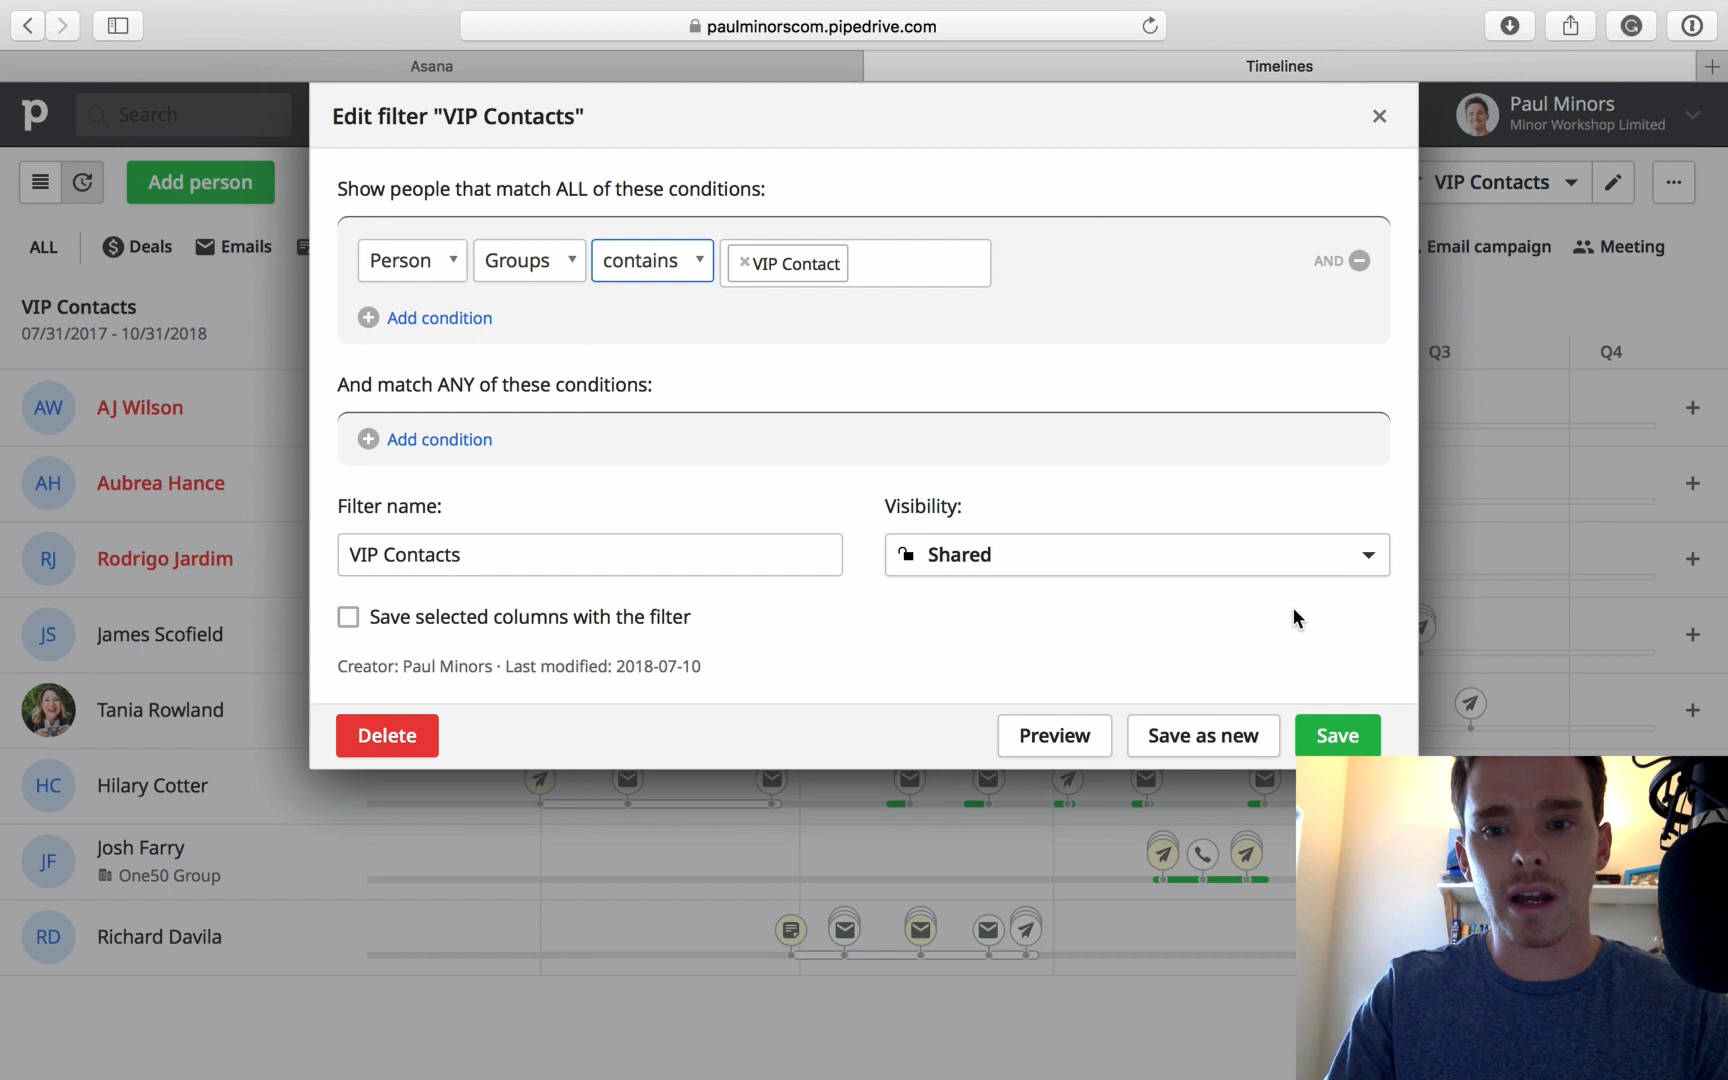 paulminorscom.pipedrive.com
Asana
Timelines
p
Search
Edit filter "VIP Contacts"
Paul Minors
Minor Workshop Limited
Add person
Show people that match ALL of these conditions:
VIP Contacts
ALL
Deals
Emails
Person
Groups
contains
VIP Contact
AND
Email campaign
Meeting
Add condition
VIP Contacts
07/31/2017 - 10/31/2018
Q3
Q4
And match ANY of these conditions:
Add condition
AW
AJ Wilson
AH
Aubrea Hance
Filter name:
Visibility:
VIP Contacts
Shared
RJ
Rodrigo Jardim
Save selected columns with the filter
JS
James Scofield
Creator: Paul Minors · Last modified: 2018-07-10
Tania Rowland
Delete
Preview
Save as new
Save
HC
Hilary Cotter
JF
Josh Farry
One50 Group
RD
Richard Davila